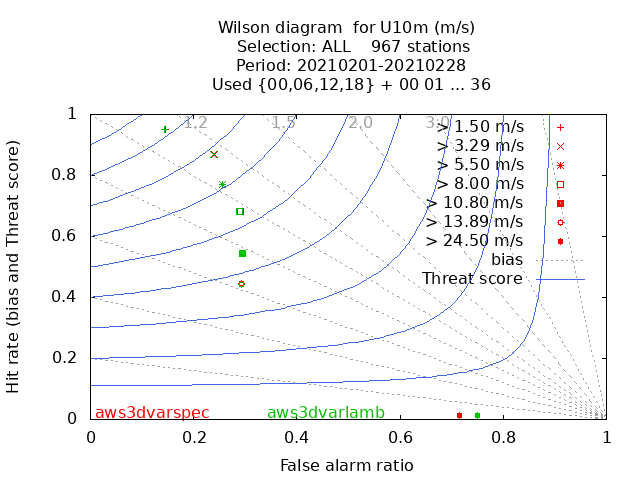 Wilson diagram  for U10m (m/s)
Selection: ALL    967 stations
Period: 20210201-20210228
Used {00,06,12,18} + 00 01 ... 36
Hit rate (bias and Threat score)
1
0.8
0.6
0.4
0.2
0
1.2
1.5
2.0
3.0
> 1.50 m/s
> 3.29 m/s
> 5.50 m/s
> 8.00 m/s
> 10.80 m/s
> 13.89 m/s
> 24.50 m/s
bias
Threat score
aws3dvarspec
aws3dvarlamb
0 0.2 0.4 0.6 0.8 1
False alarm ratio